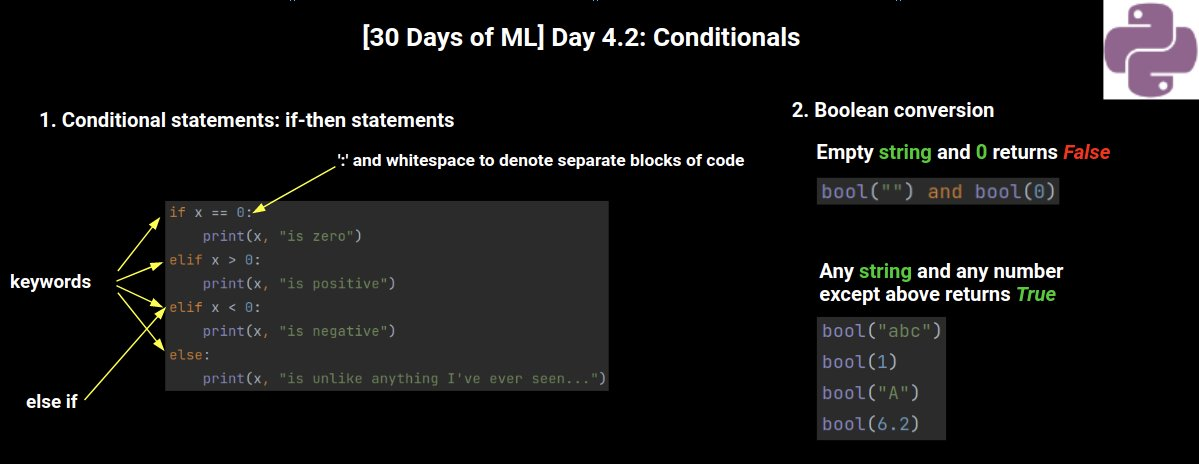 [30 Days of ML] Day 4.2: Conditionals
1. Conditional statements: if-then statements
':' and whitespace to denote separate blocks of code
if x == 0:
    print(x, "is zero")
elif x > 0:
    print(x, "is positive")
elif x < 0:
    print(x, "is negative")
else:
    print(x, "is unlike anything I've ever seen...")
keywords
else if
2. Boolean conversion
Empty string and 0 returns False
bool("") and bool(0)
Any string and any number
except above returns True
bool("abc")
bool(1)
bool("A")
bool(6.2)